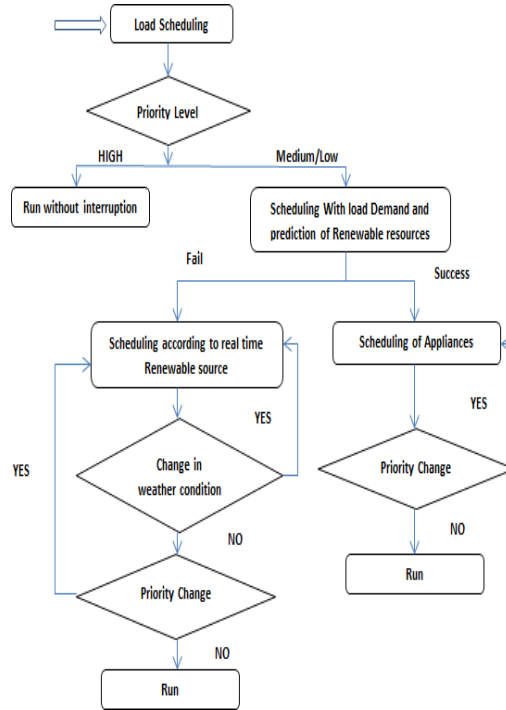 Load Scheduling
Priority Level
HIGH
Medium/Low
Run without interruption
Scheduling With load Demand and
prediction of Renewable resources
Fail
Success
Scheduling according to real time
Renewable source
Scheduling of Appliances
YES
YES
YES
Change in
weather condition
Priority Change
NO
NO
Priority Change
Run
NO
Run